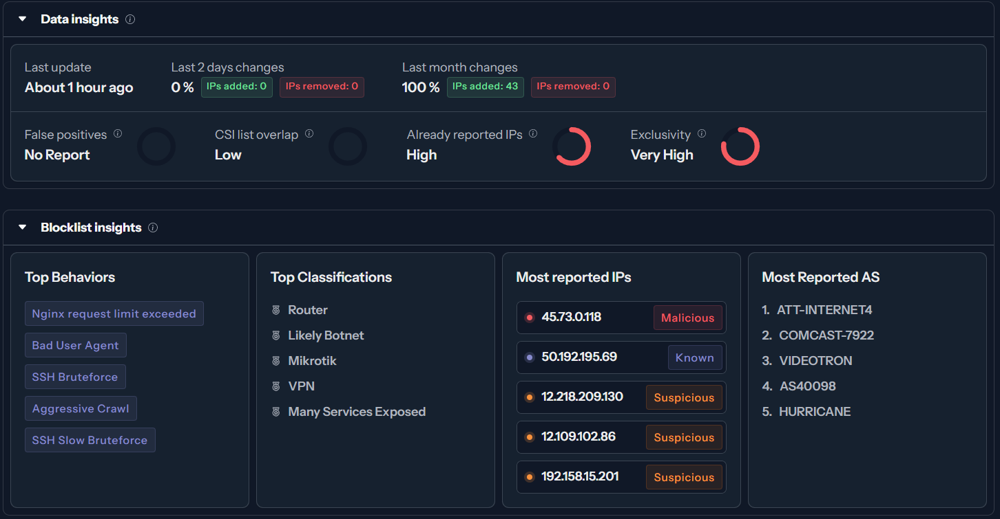 Data insights
Last update
About 1 hour ago
Last 2 days changes
0 % IPs added: 0 IPs removed: 0
Last month changes
100 % IPs added: 43 IPs removed: 0
False positives
No Report
CSI list overlap
Low
Already reported IPs
High
Exclusivity
Very High
Blocklist insights
Top Behaviors
Nginx request limit exceeded
Bad User Agent
SSH Bruteforce
Aggressive Crawl
SSH Slow Bruteforce
Top Classifications
Router
Likely Botnet
Mikrotik
VPN
Many Services Exposed
Most reported IPs
45.73.0.118 Malicious
50.192.195.69 Known
12.218.209.130 Suspicious
12.109.102.86 Suspicious
192.158.15.201 Suspicious
Most Reported AS
1. ATT-INTERNET4
2. COMCAST-7922
3. VIDEOTRON
4. AS40098
5. HURRICANE